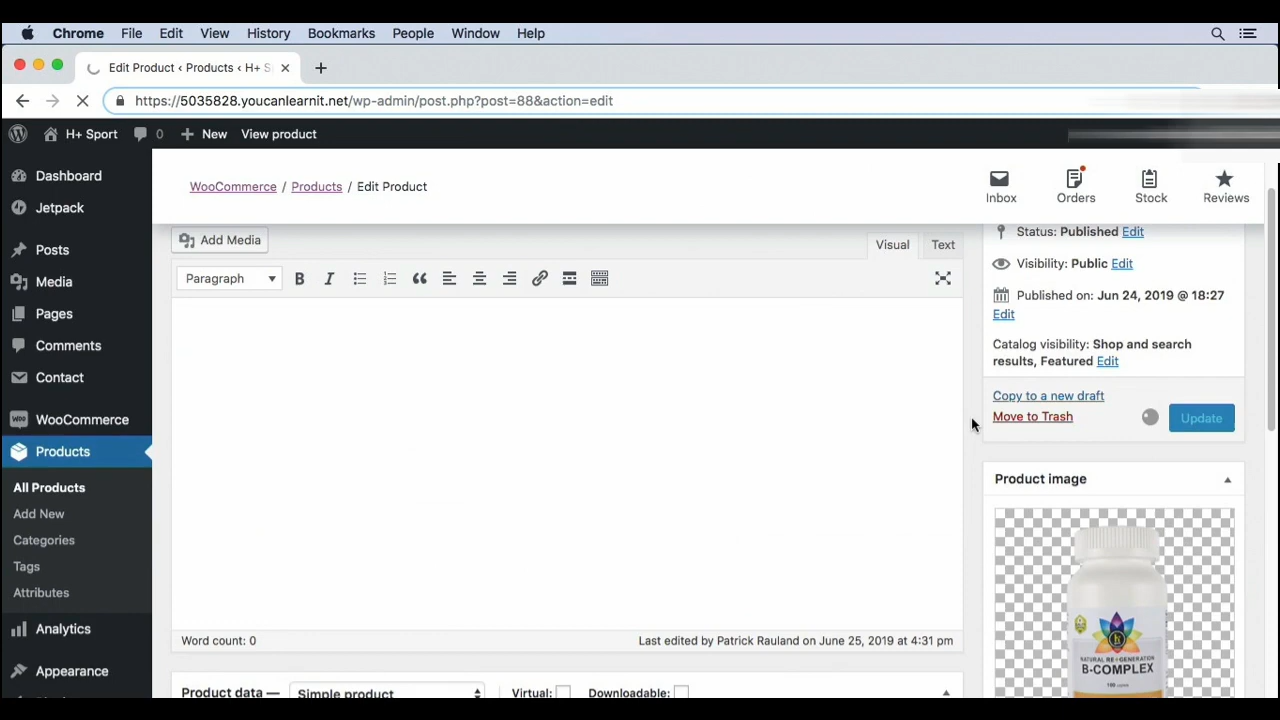 Chrome File Edit View History Bookmarks People Window Help
Edit Product ‹ Products ‹ H+ S
https://5035828.youcanlearnit.net/wp-admin/post.php?post=88&action=edit
H+ Sport 0 New View product
Dashboard
Jetpack
Posts
Media
Pages
Comments
Contact
WooCommerce
Products
All Products
Add New
Categories
Tags
Attributes
Analytics
Appearance
WooCommerce / Products / Edit Product
Inbox Orders Stock Reviews
Add Media
Visual Text
Paragraph B I
Word count: 0
Last edited by Patrick Rauland on June 25, 2019 at 4:31 pm
Product data — Simple product Virtual: Downloadable:
Status: Published Edit
Visibility: Public Edit
Published on: Jun 24, 2019 @ 18:27
Edit
Catalog visibility: Shop and search
results, Featured Edit
Copy to a new draft
Move to Trash Update
Product image
NATURAL RE+GENERATION
B-COMPLEX